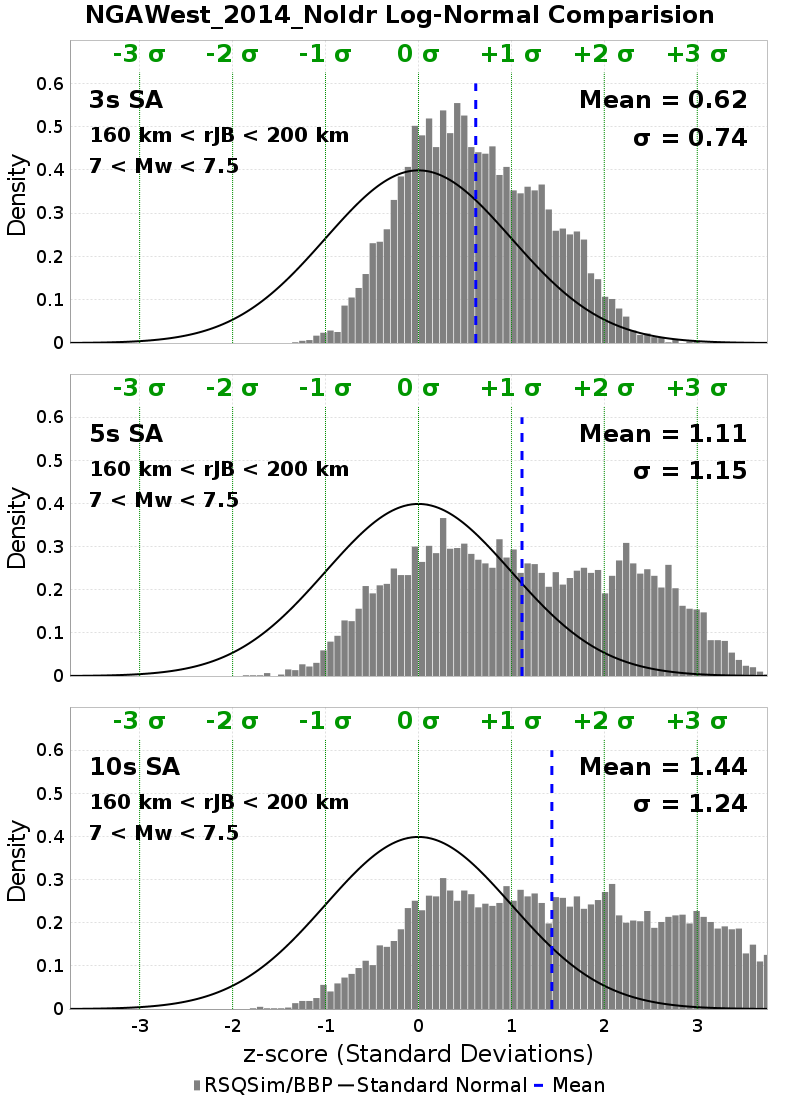 NGAWest_2014_NoIdr Log-Normal Comparision
-3 σ -2 σ -1 σ 0 σ +1 σ +2 σ +3 σ
3s SA
160 km < rJB < 200 km
7 < Mw < 7.5
Mean = 0.62
σ = 0.74
Density
0.6
0.5
0.4
0.3
0.2
0.1
0
-3 σ -2 σ -1 σ 0 σ +1 σ +2 σ +3 σ
5s SA
160 km < rJB < 200 km
7 < Mw < 7.5
Mean = 1.11
σ = 1.15
Density
0.6
0.5
0.4
0.3
0.2
0.1
0
-3 σ -2 σ -1 σ 0 σ +1 σ +2 σ +3 σ
10s SA
160 km < rJB < 200 km
7 < Mw < 7.5
Mean = 1.44
σ = 1.24
Density
0.6
0.5
0.4
0.3
0.2
0.1
0
-3 -2 -1 0 1 2 3
z-score (Standard Deviations)
RSQSim/BBP Standard Normal Mean